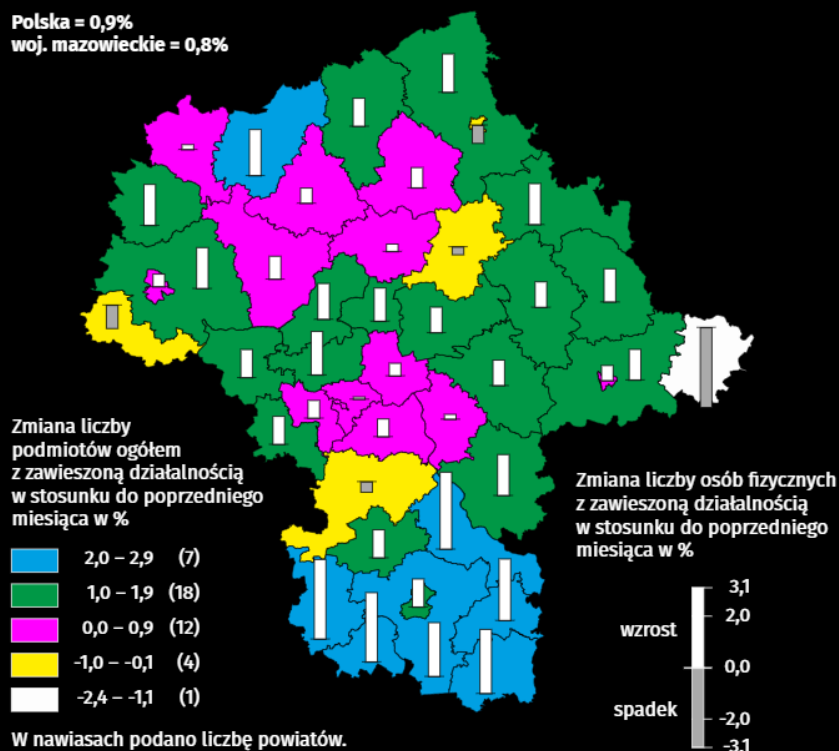 Polska = 0,9%
woj. mazowieckie = 0,8%
Zmiana liczby
podmiotów ogółem
z zawieszoną działalnością
w stosunku do poprzedniego
miesiąca w %
2,0 – 2,9 (7)
1,0 – 1,9 (18)
0,0 – 0,9 (12)
-1,0 – -0,1 (4)
-2,4 – -1,1 (1)
W nawiasach podano liczbę powiatów.
Zmiana liczby osób fizycznych
z zawieszoną działalnością
w stosunku do poprzedniego
miesiąca w %
3,1
2,0
wzrost
0,0
spadek
-2,0
-3,1